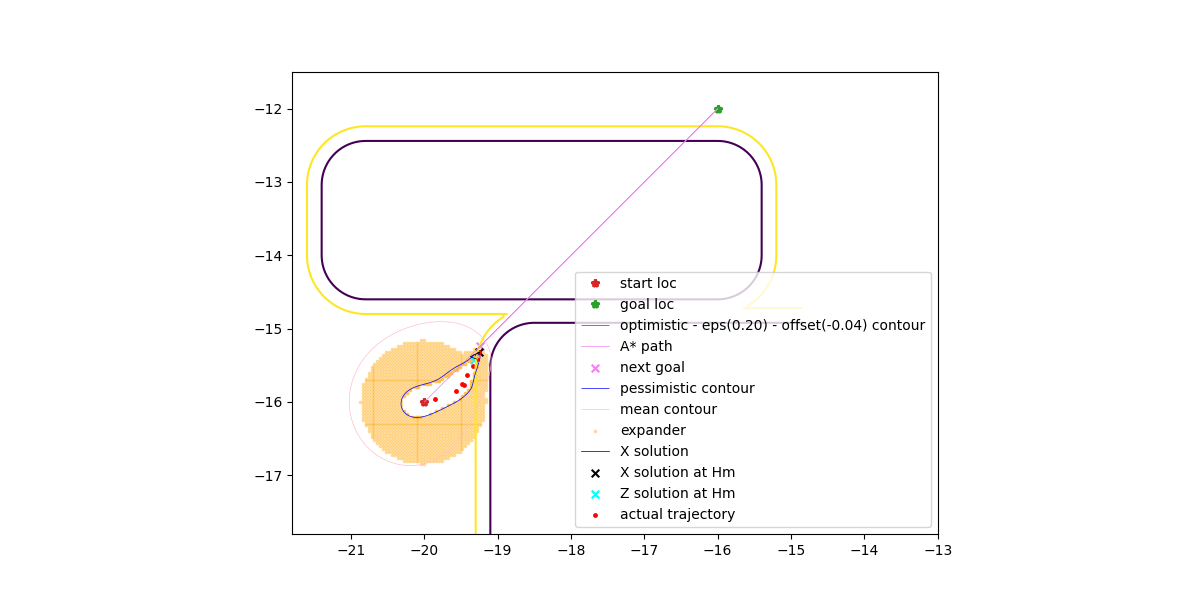 −12
−13
−14
−15
−16
−17
start loc
goal loc
optimistic - eps(0.20) - offset(-0.04) contour
A* path
next goal
pessimistic contour
mean contour
expander
X solution
X solution at Hm
Z solution at Hm
actual trajectory
−21 −20 −19 −18 −17 −16 −15 −14 −13